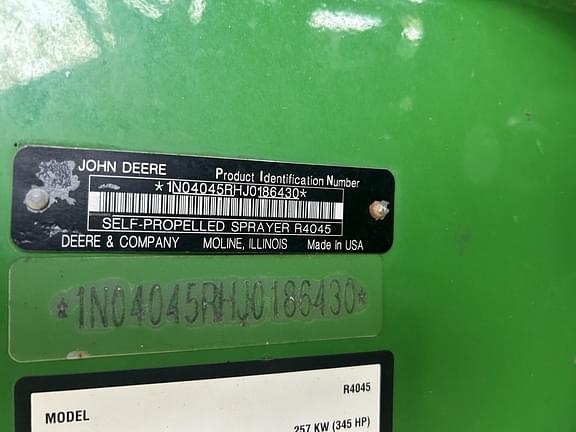 JOHN DEERE
Product Identification Number
*1N04045RHJ0186430*
SELF-PROPELLED SPRAYER R4045
DEERE & COMPANY MOLINE, ILLINOIS Made In USA
*1N04045RHJ0186430*
R4045
MODEL
257 KW (345 HP)